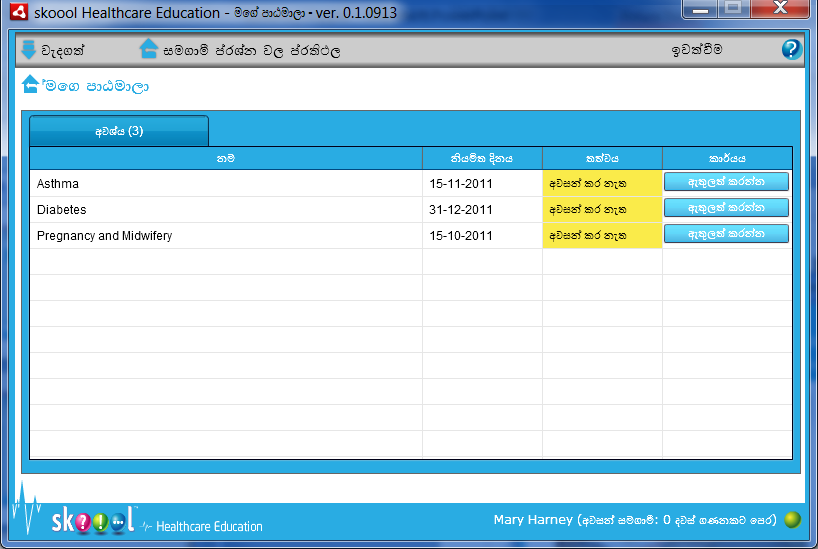 skoool Healthcare Education - මගේ පාඨමාලා - ver. 0.1.0913
වැදගත් සමගාමී ප්රශ්න වල ප්රතිඵල ඉවත්වීම ?
මගෙ පාඨමාලා
අවශ්ය (3)
නම් නියමිත දිනය තත්වය කාර්යය
Asthma 15-11-2011 අවසන් කර නැත ඇතුලත් කරන්න
Diabetes 31-12-2011 අවසන් කර නැත ඇතුලත් කරන්න
Pregnancy and Midwifery 15-10-2011 අවසන් කර නැත ඇතුලත් කරන්න
skoool Healthcare Education
Mary Harney (අවසන් සමගාමී: 0 දවස් ගණනකට පෙර)